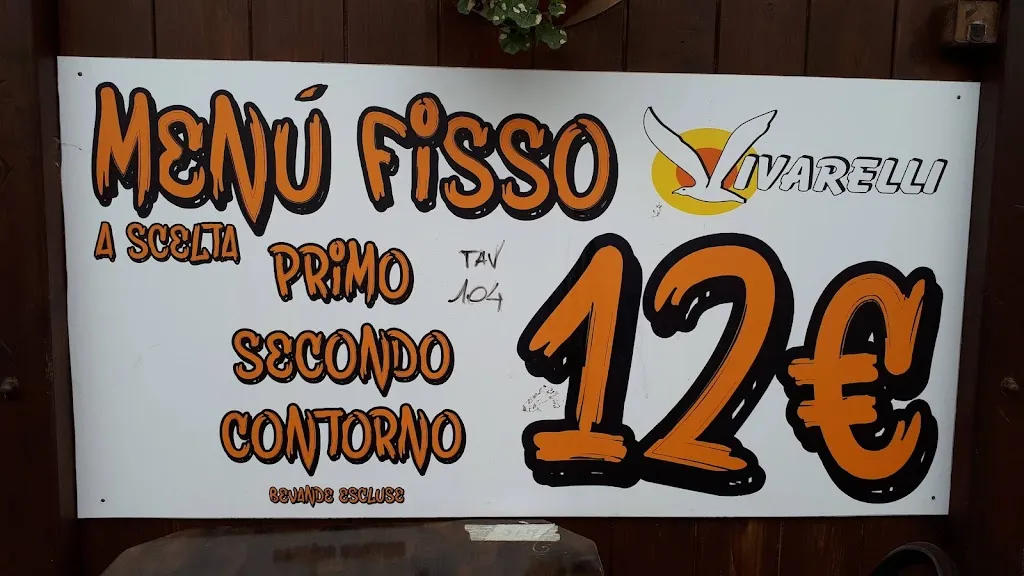 MENÚ FiSSO
VIVARELLI
A SCELTA
PRiMO
TAV
104
SECONDO
CONTORNO
12€
BEVANDE ESCLUSE